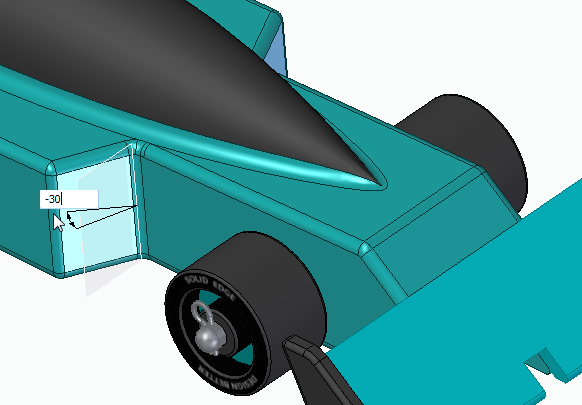 -30
SOLID EDGE
DESIGN BETTER